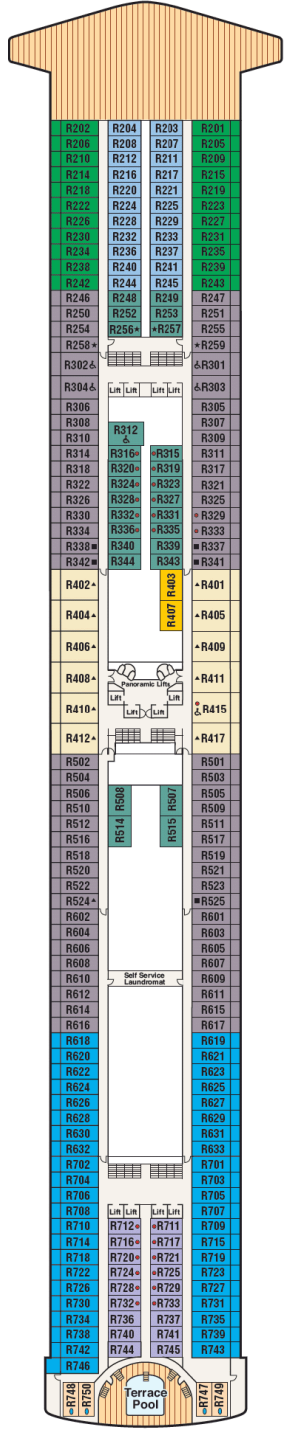 R202 R204 R203 R201
R206 R208 R207 R205
R210 R212 R211 R209
R214 R216 R217 R215
R218 R220 R221 R219
R222 R224 R225 R223
R226 R228 R229 R227
R230 R232 R233 R231
R234 R236 R237 R235
R238 R240 R241 R239
R242 R244 R245 R243
R246 R248 R249 R247
R250 R252 R253 R251
R254 R256 R257 R255
R258 R259
R302 R301
R304 Lift Lift Lift Lift R303
R306 R305
R308 R307
R310 R312 R309
R314 R316 R315 R311
R318 R320 R319 R317
R322 R324 R323 R321
R326 R328 R327 R325
R330 R332 R331 R329
R334 R336 R335 R333
R338 R340 R339 R337
R342 R344 R343 R341
R402 R403 R401
R404 R407 R405
R406 R409
R408 Panoramic Lifts R411
Lift Lift
R410 Lift Lift R415
R412 R417
R502 R501
R504 R503
R506 R508 R507 R505
R510 R509
R512 R514 R515 R511
R516 R517
R518 R519
R520 R521
R522 R523
R524 R525
R602 R601
R604 R603
R606 R605
R608 R607
R610 Self Service R609
Laundromat
R612 R611
R614 R615
R616 R617
R618 R619
R620 R621
R622 R623
R624 R625
R626 R627
R628 R629
R630 R631
R632 R633
R702 R701
R704 R703
R706 R705
R708 Lift Lift Lift Lift R707
R710 R712 R711 R709
R714 R716 R717 R715
R718 R720 R721 R719
R722 R724 R725 R723
R726 R728 R729 R727
R730 R732 R733 R731
R734 R736 R737 R735
R738 R740 R741 R739
R742 R744 R745 R743
R746
R748 R750 Terrace R747 R749
Pool